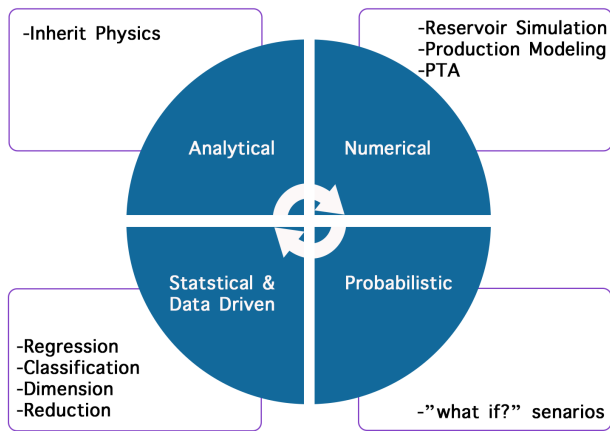 -Inherit Physics
-Reservoir Simulation
-Production Modeling
-PTA
Analytical
Numerical
Statstical &
Data Driven
Probabilistic
-Regression
-Classification
-Dimension
-Reduction
-”what if?” senarios